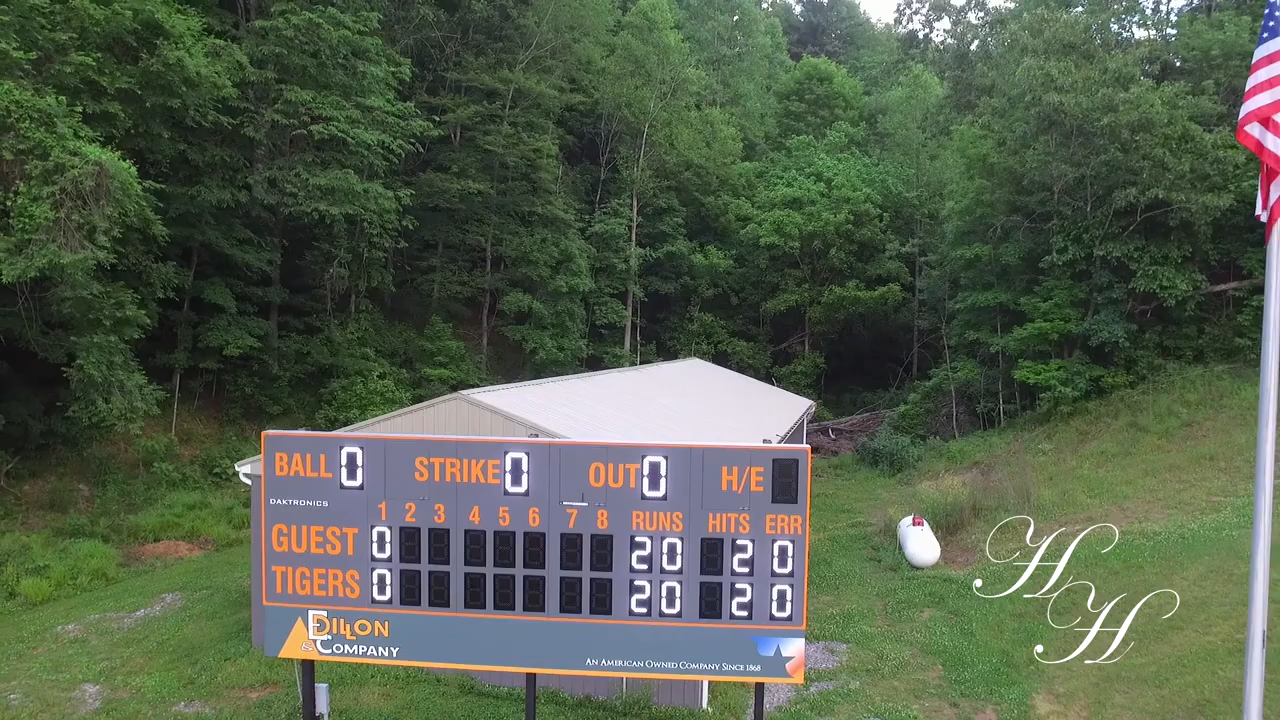 BALL 0 STRIKE 0 OUT 0 H/E
DAKTRONICS
1 2 3 4 5 6 7 8 RUNS HITS ERR
GUEST 0 20 2 0
TIGERS 0 20 2 0
E DILLON
& COMPANY
AN AMERICAN OWNED COMPANY SINCE 1868
H
H